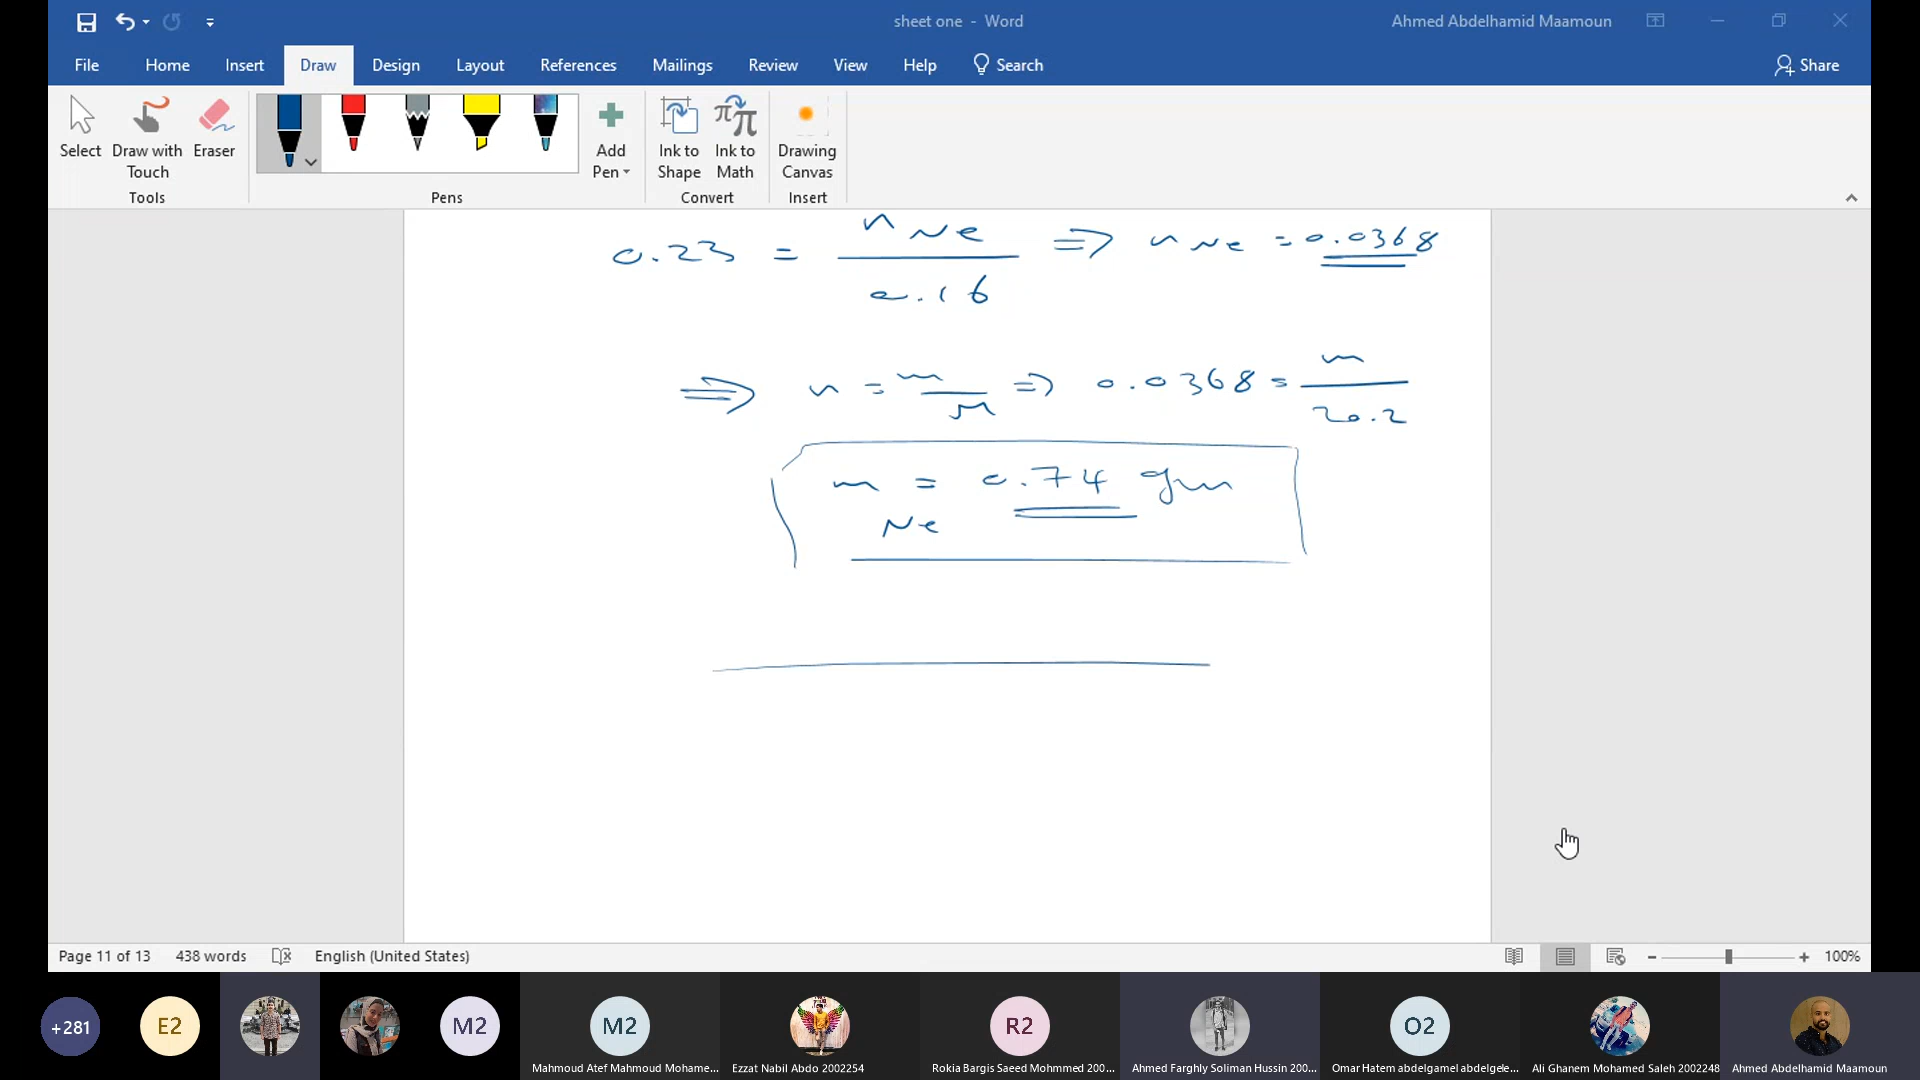 sheet one - Word
Ahmed Abdelhamid Maamoun
File Home Insert Draw Design Layout References Mailings Review View Help Search Share
Select Draw with Touch Eraser Add Pen Ink to Shape Ink to Math Drawing Canvas
Tools Pens Convert Insert
0.23 = n Ne / 0.16 => n Ne = 0.0368
=> n = m / M => 0.0368 = m / 20.2
m Ne = 0.74 gm
Page 11 of 13 438 words English (United States) 100%
+281 E2 M2 M2 R2 O2
Mahmoud Atef Mahmoud Mohame... Ezzat Nabil Abdo 2002254 Rokia Bargis Saeed Mohmmed 200... Ahmed Farghly Soliman Hussin 200... Omar Hatem abdelgamel abdelgele... Ali Ghanem Mohamed Saleh 2002248 Ahmed Abdelhamid Maamoun